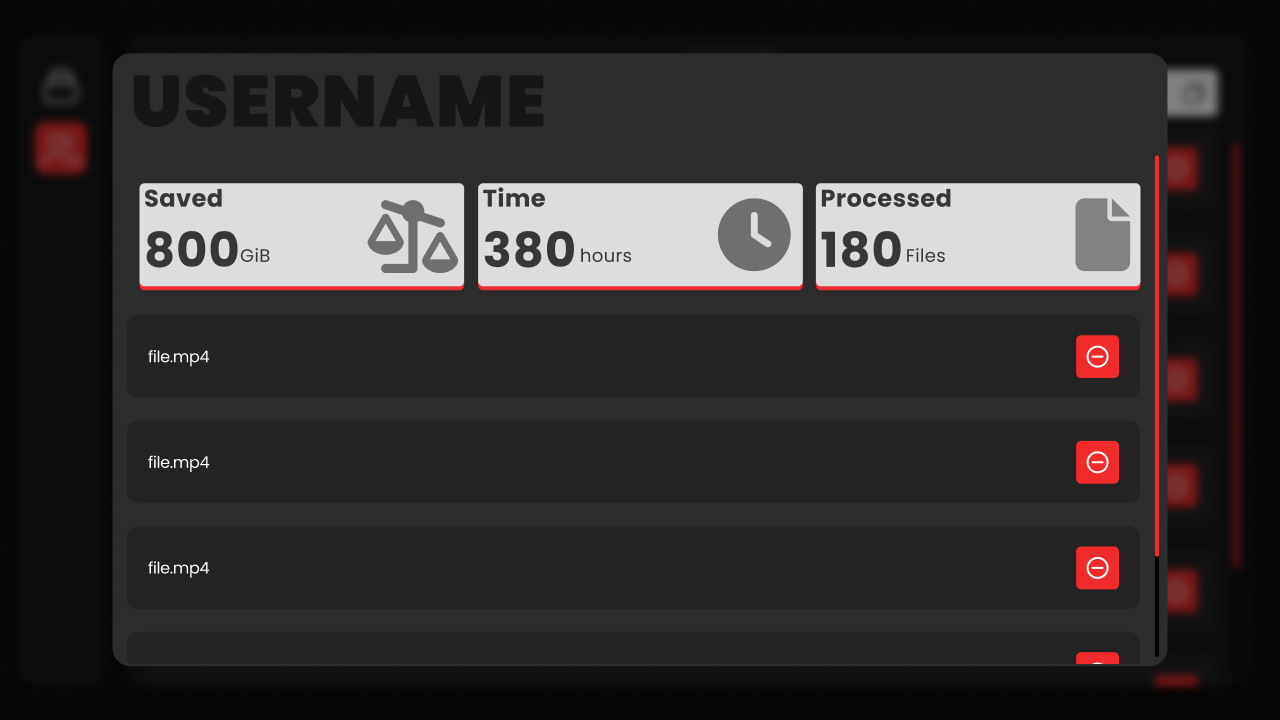 USERNAME
Saved
800GiB
Time
380 hours
Processed
180 Files
file.mp4
file.mp4
file.mp4